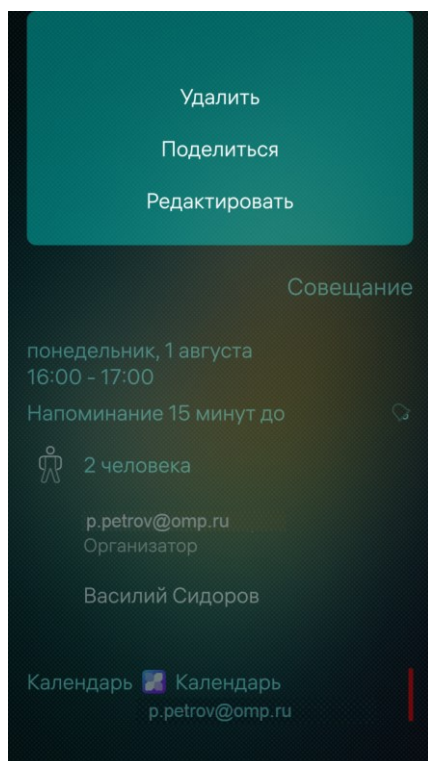 Удалить
Поделиться
Редактировать
Совещание
понедельник, 1 августа
16:00 - 17:00
Напоминание 15 минут до
2 человека
p.petrov@omp.ru
Организатор
Василий Сидоров
Календарь Календарь
p.petrov@omp.ru